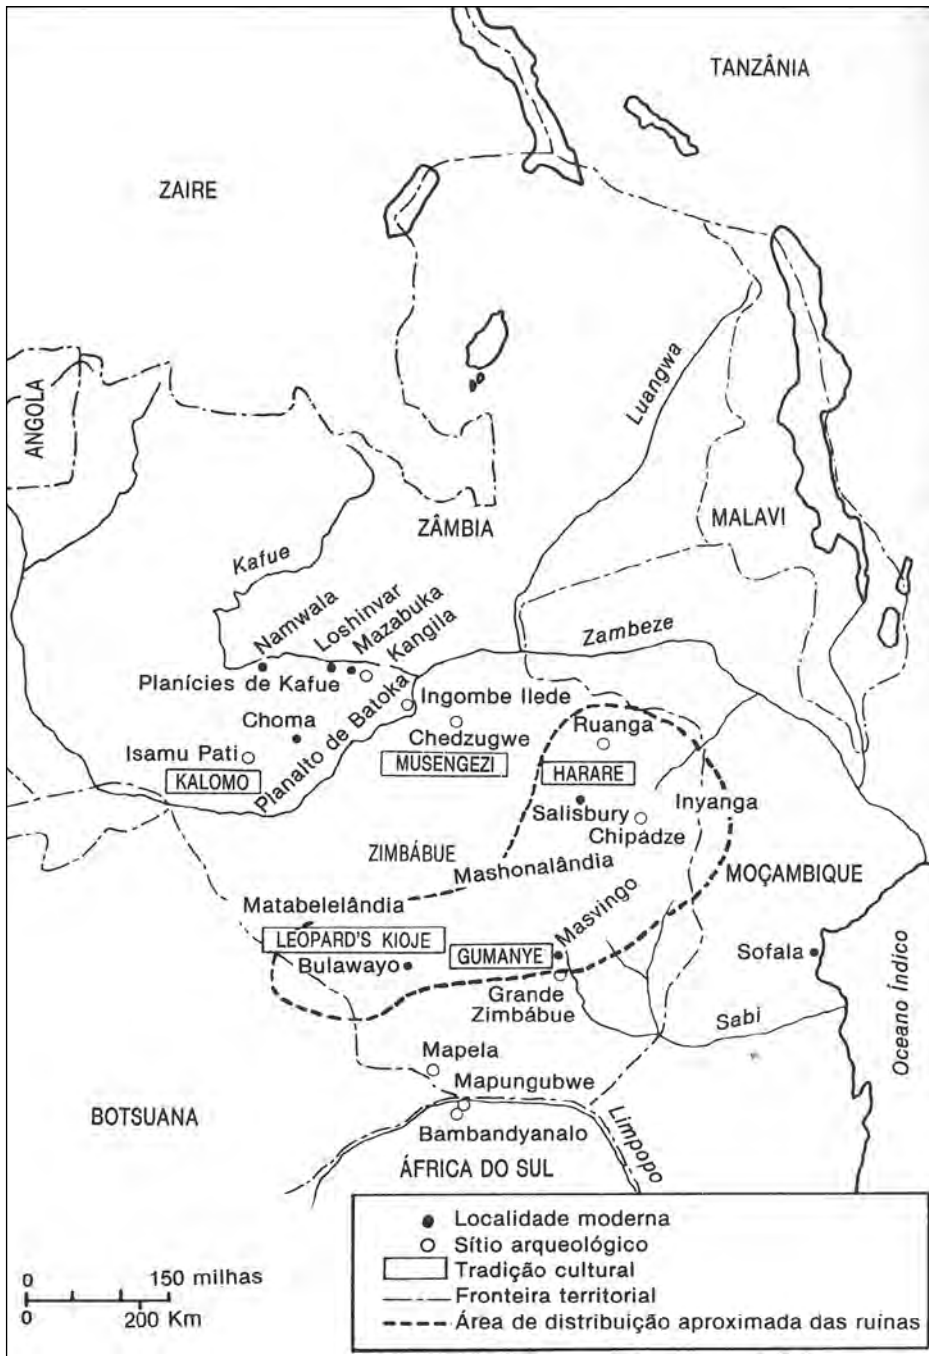 TANZÂNIA
ZAIRE
ANGOLA
Luangwa
ZÂMBIA
MALAVI
Kafue
Namwala
Loshinvar
Mazabuka
Kangila
Zambeze
Planícies de Kafue
Planalto de Batoka
Ingombe Ilede
Choma
Chedzugwe
Ruanga
Isamu Pati
KALOMO
MUSENGEZI
HARARE
Salisbury
Inyanga
Chipadze
ZIMBÁBUE
Mashonalândia
MOÇAMBIQUE
Matabelelândia
Masvingo
LEOPARD'S KIOJE
GUMANYE
Bulawayo
Sofala
Grande
Zimbábue
Sabi
Oceano Índico
Mapela
Mapungubwe
BOTSUANA
Bambandyanalo
Limpopo
ÁFRICA DO SUL
Localidade moderna
Sítio arqueológico
Tradição cultural
Fronteira territorial
Área de distribuição aproximada das ruínas
0 150 milhas
0 200 Km